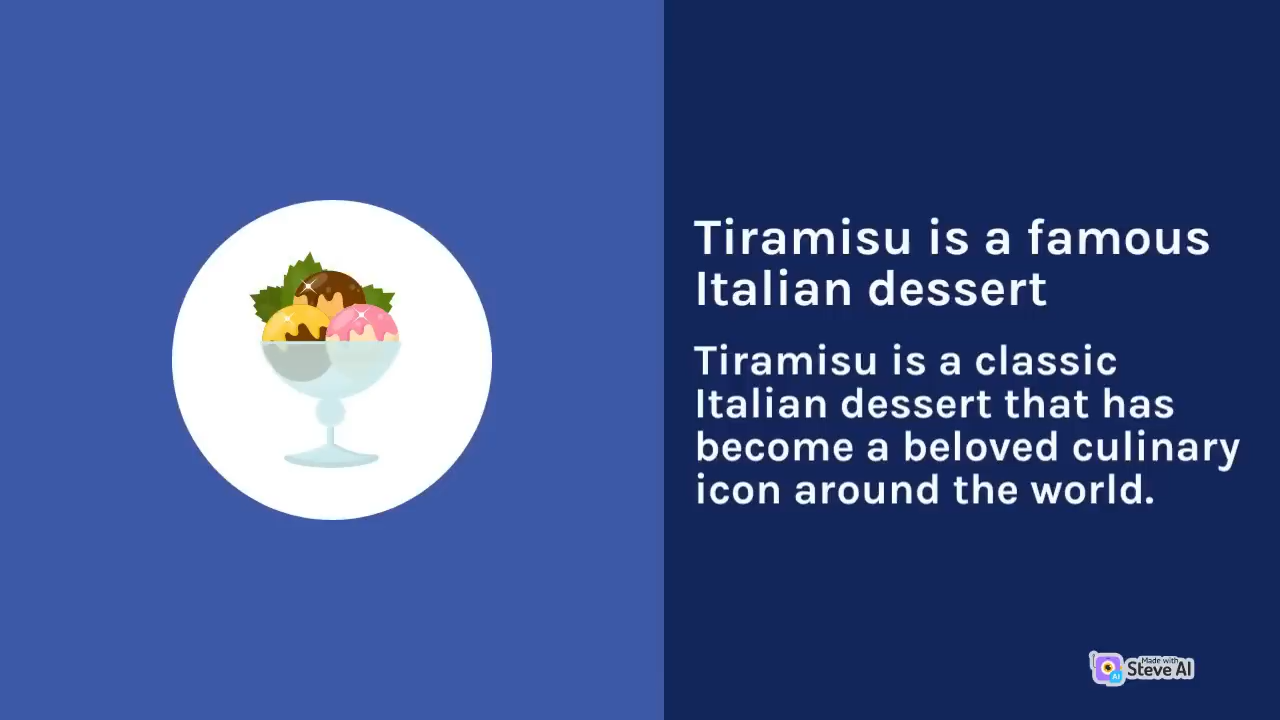 Tiramisu is a famous
Italian dessert
Tiramisu is a classic
Italian dessert that has
become a beloved culinary
icon around the world.
Made with
Steve AI
AI